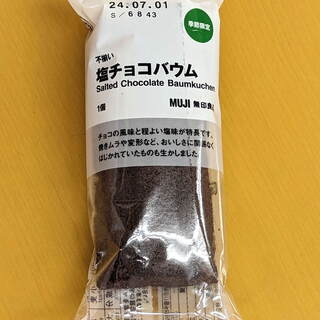 24.07.01
S/6843
季節限定
不揃い
塩チョコバウム
Salted Chocolate Baumkuchen
1個
MUJI 無印良品
チョコの風味と程よい塩味が特長です。
焼きムラや変形など、おいしさに関係なく
はじかれていたものも生かしました。